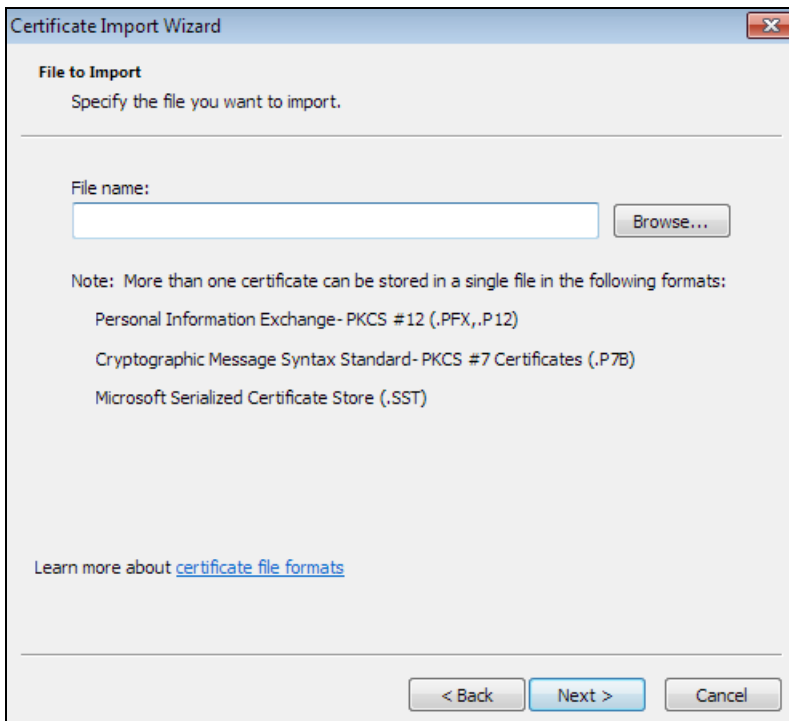 Certificate Import Wizard
File to Import
Specify the file you want to import.
File name:
Browse...
Note: More than one certificate can be stored in a single file in the following formats:
Personal Information Exchange- PKCS #12 (.PFX,.P12)
Cryptographic Message Syntax Standard- PKCS #7 Certificates (.P7B)
Microsoft Serialized Certificate Store (.SST)
Learn more about certificate file formats
< Back Next > Cancel